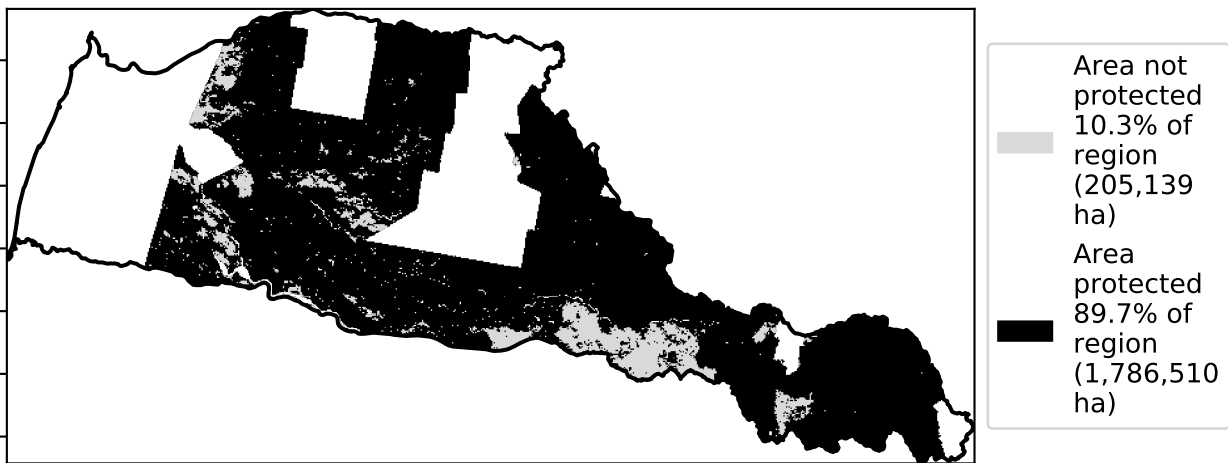 Area not
protected
10.3% of
region
(205,139
ha)
Area
protected
89.7% of
region
(1,786,510
ha)